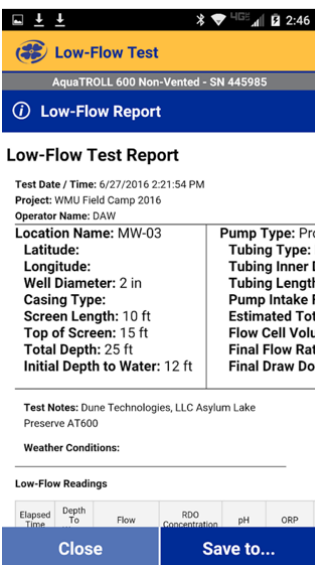 4G 2:46
Low-Flow Test
AquaTROLL 600 Non-Vented - SN 445985
Low-Flow Report
Low-Flow Test Report
Test Date / Time: 6/27/2016 2:21:54 PM
Project: WMU Field Camp 2016
Operator Name: DAW
Location Name: MW-03
Latitude:
Longitude:
Well Diameter: 2 in
Casing Type:
Screen Length: 10 ft
Top of Screen: 15 ft
Total Depth: 25 ft
Initial Depth to Water: 12 ft
Pump Type:
Tubing Type:
Tubing Inner
Tubing Length
Pump Intake
Estimated
Flow Cell
Final Flow
Final Draw
Test Notes: Dune Technologies, LLC Asylum Lake
Preserve AT600
Weather Conditions:
Low-Flow Readings
Elapsed
Time
Depth
To
Flow
RDO
Concentration
pH
ORP
Close
Save to...